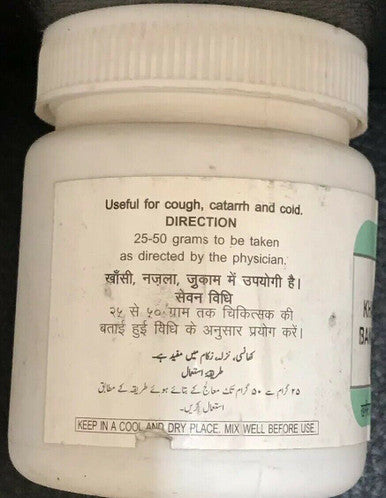 Useful for cough, catarrh and cold.
DIRECTION
25-50 grams to be taken
as directed by the physician.
खाँसी, नज़ला, जुकाम में उपयोगी है।
सेवन विधि
२५ से ५० ग्राम तक चिकित्सक की
बताई हुई विधि के अनुसार प्रयोग करें।
کھانسی، نزلہ، زکام میں مفید ہے۔
طریقہ استعمال
۲۵ گرام سے ۵۰ گرام تک معالج کے بتائے ہوئے طریقہ کے مطابق
استعمال کریں۔
KEEP IN A COOL AND DRY PLACE. MIX WELL BEFORE USE.
KH
BA